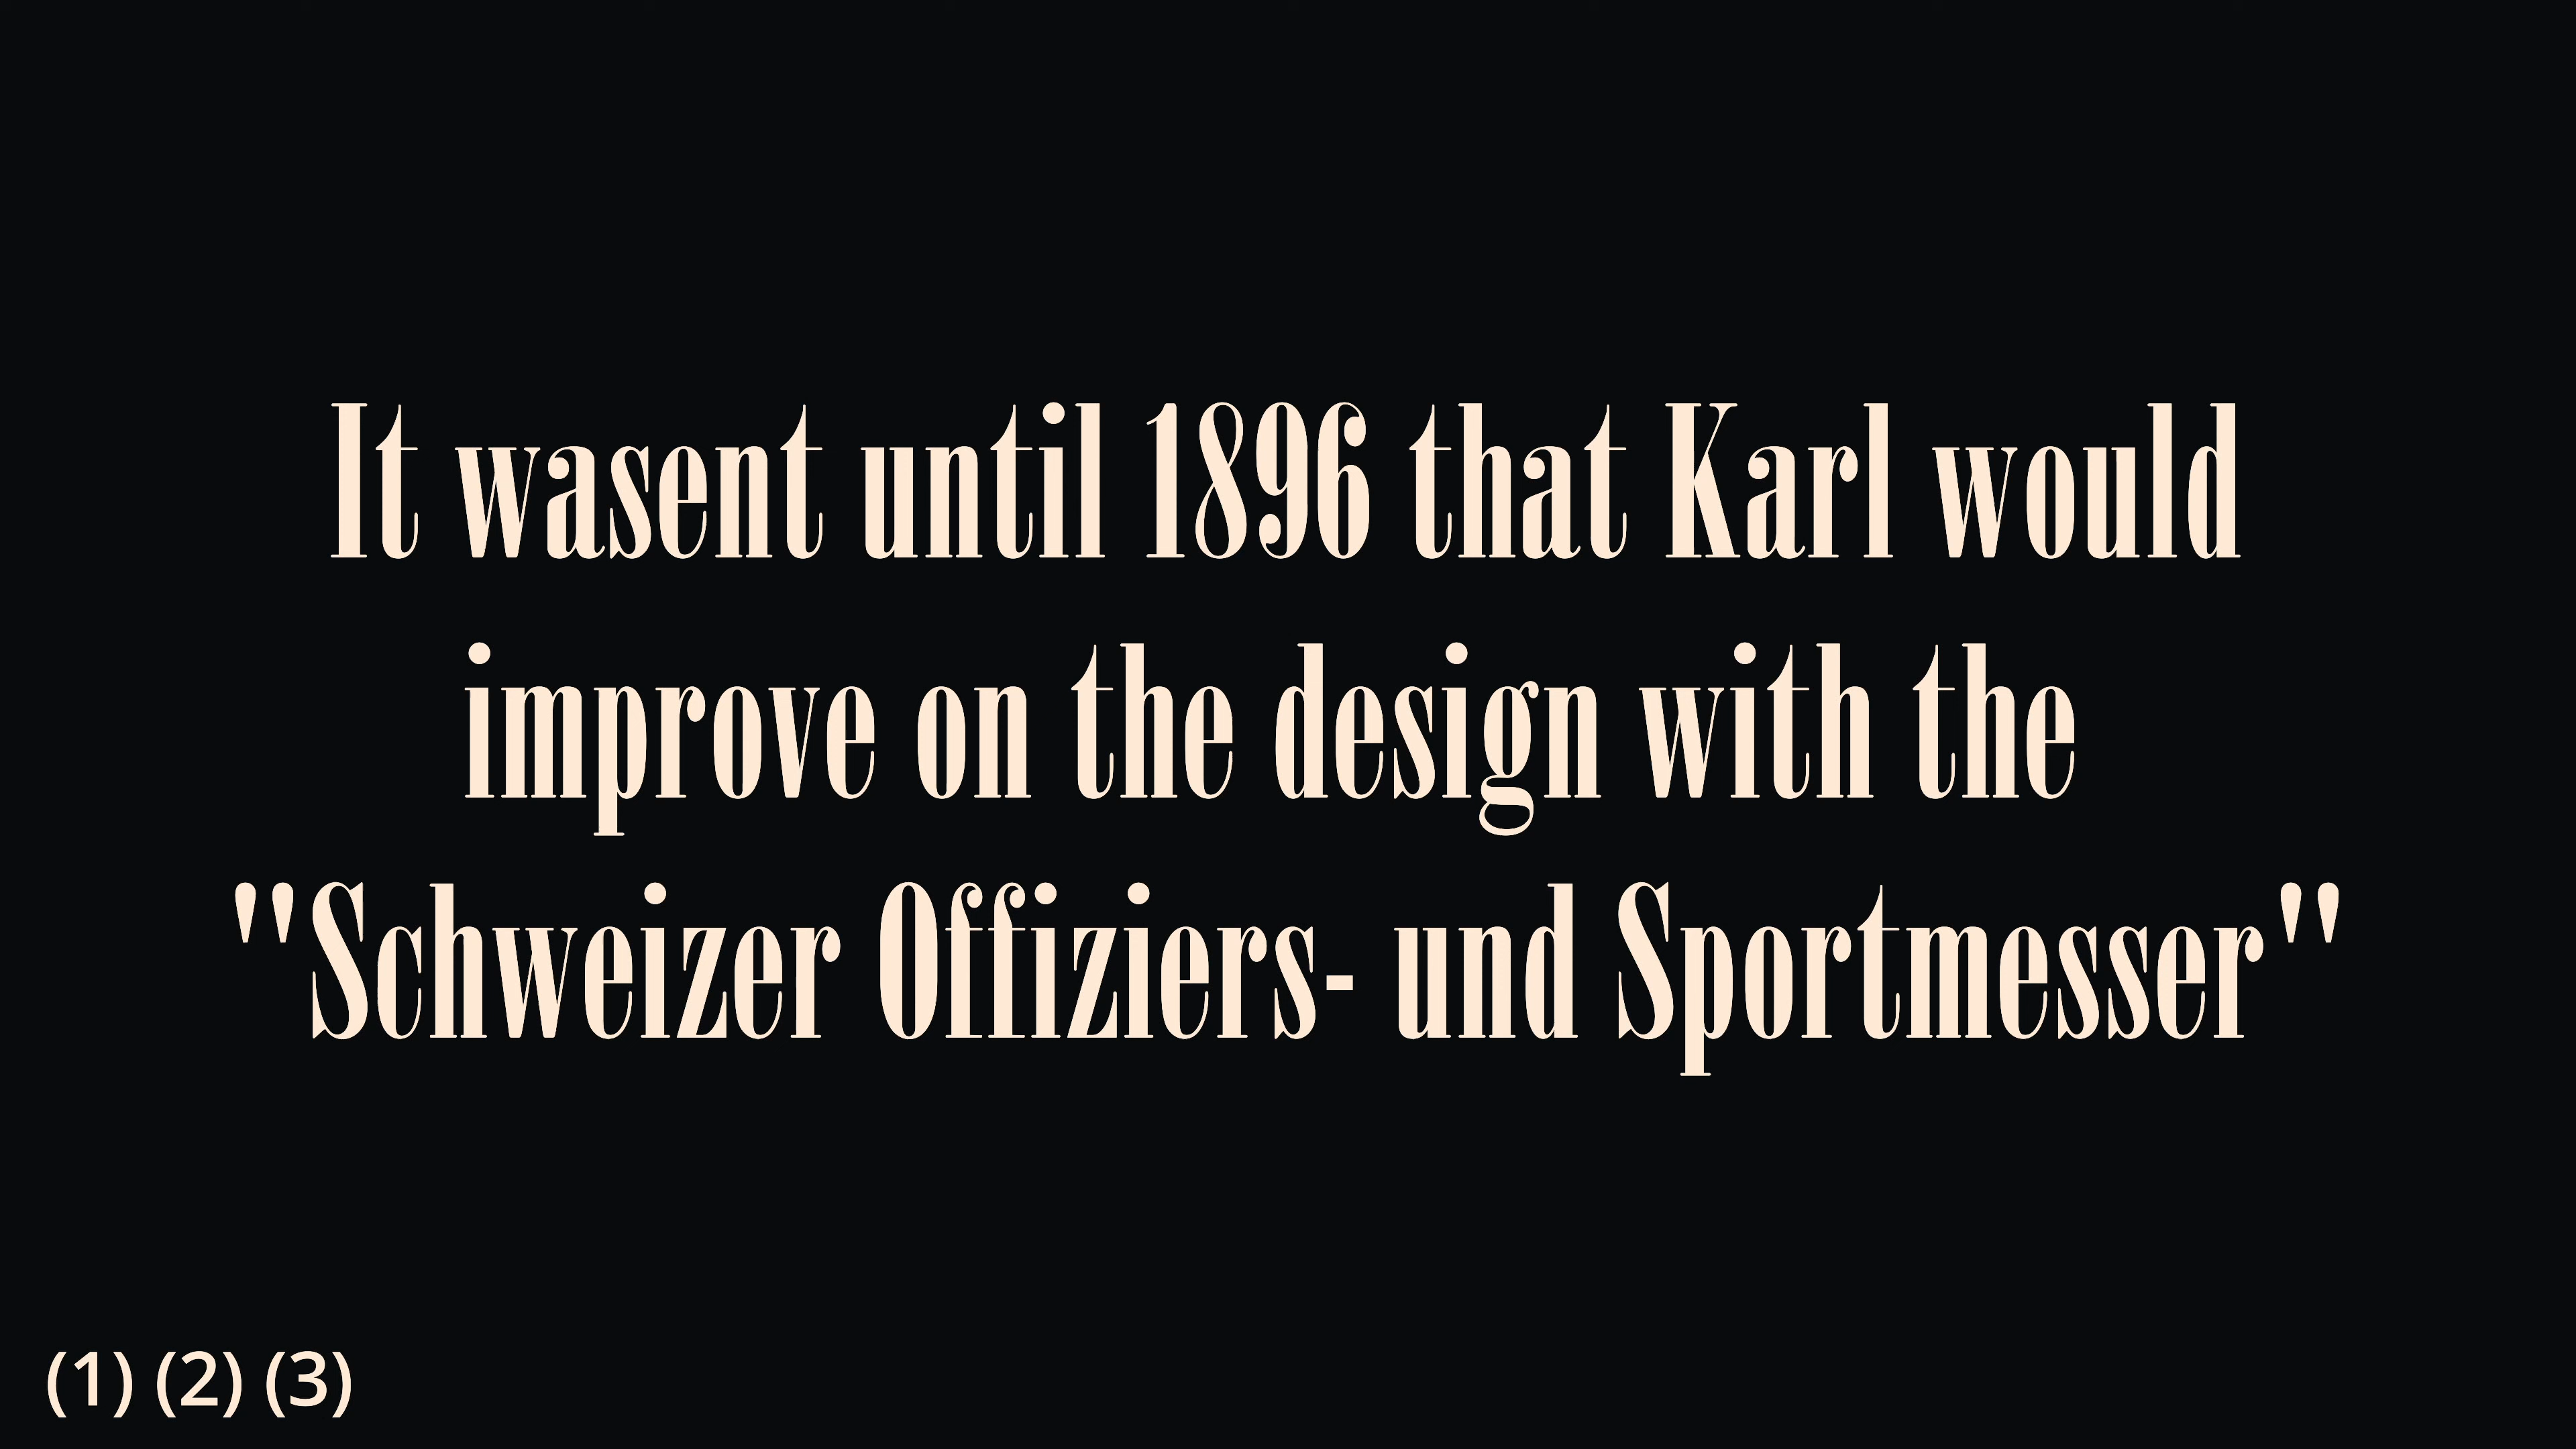 It wasent until 1896 that Karl would
improve on the design with the
"Schweizer Offiziers- und Sportmesser"
(1) (2) (3)